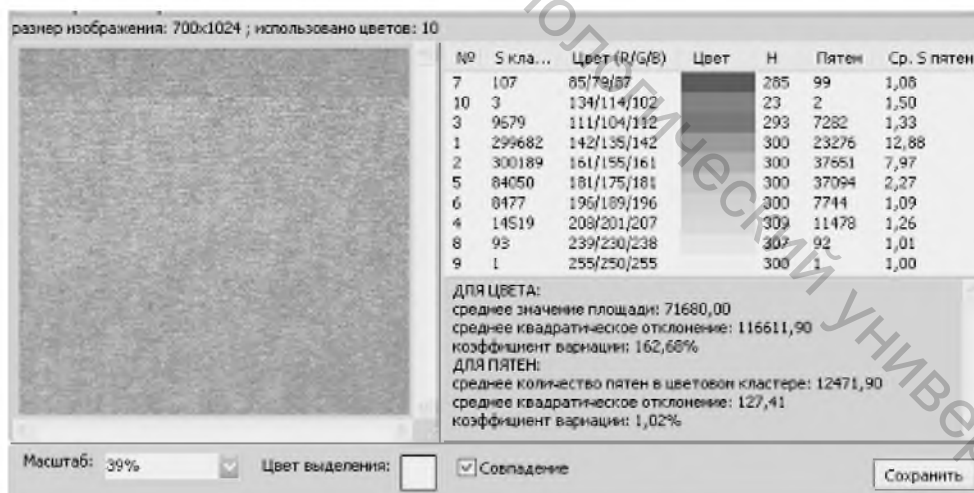 размер изображения: 700x1024 ; использовано цветов: 10
№ S кла... Цвет (R/G/B) Цвет H Пятен Ср. S пятен
7 107 85/79/87 285 99 1,08
10 3 134/114/102 23 2 1,50
3 9679 111/104/112 293 7282 1,33
1 299682 142/135/142 300 23276 12,88
2 300189 161/155/161 300 37651 7,97
5 84050 181/175/181 300 37094 2,27
6 8477 196/189/196 300 7744 1,09
4 14519 208/201/207 309 11478 1,26
8 93 239/230/238 307 92 1,01
9 1 255/250/255 300 1 1,00
ДЛЯ ЦВЕТА:
среднее значение площади: 71680,00
среднее квадратическое отклонение: 116611,90
коэффициент вариации: 162,68%
ДЛЯ ПЯТЕН:
среднее количество пятен в цветовом кластере: 12471,90
среднее квадратическое отклонение: 127,41
коэффициент вариации: 1,02%
Масштаб: 39% Цвет выделения: Совпадение
Сохранить